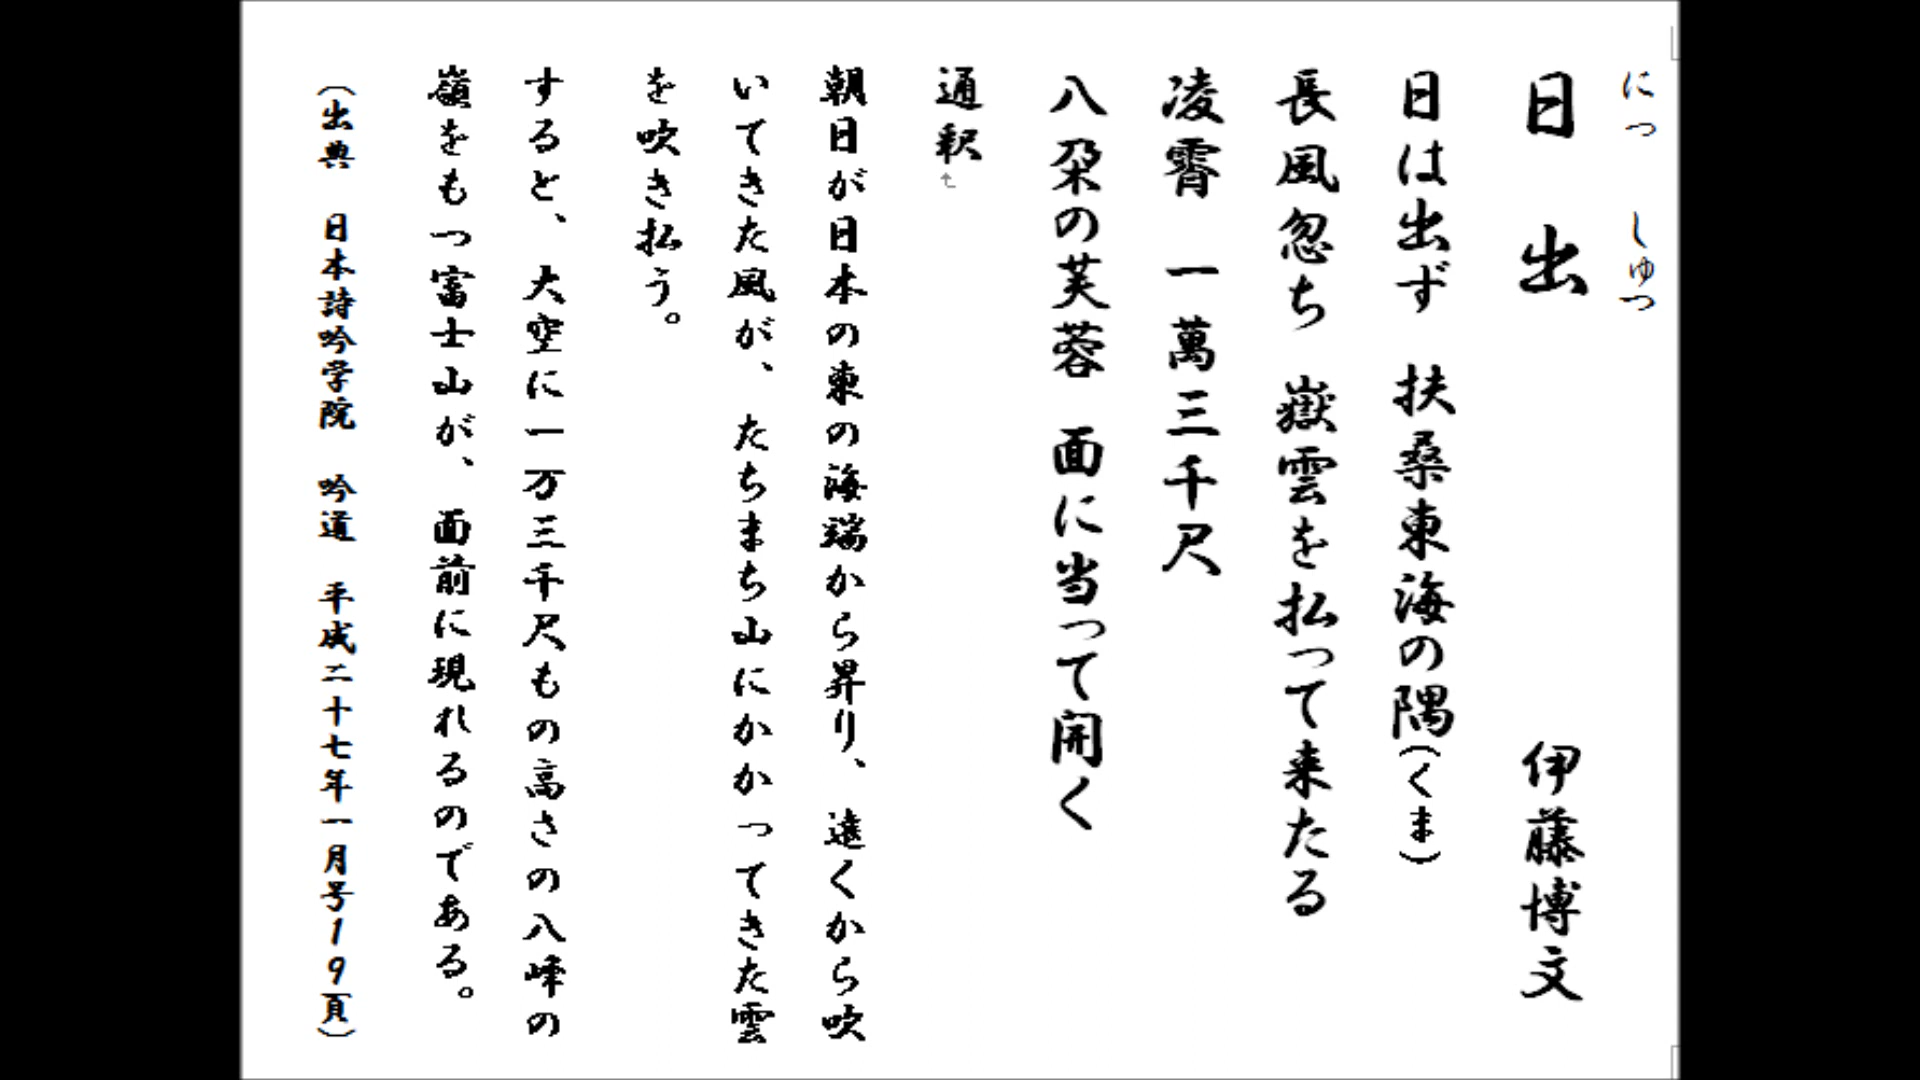 にっ しゅつ
日 出 伊藤博文
日は出ず 扶桑東海の隅(くま)
長風忽ち 嶽雲を払って来たる
凌霄 一萬三千尺
八朶の芙蓉 面に当って開く
通釈
朝日が日本の東の海端から昇り、遠くから吹
いてきた風が、たちまち山にかかってきた雲
を吹き払う。
すると、大空に一万三千尺もの高さの八峰の
嶺をもつ富士山が、面前に現れるのである。
(出典 日本詩吟学院 吟道 平成二十七年一月号19頁)